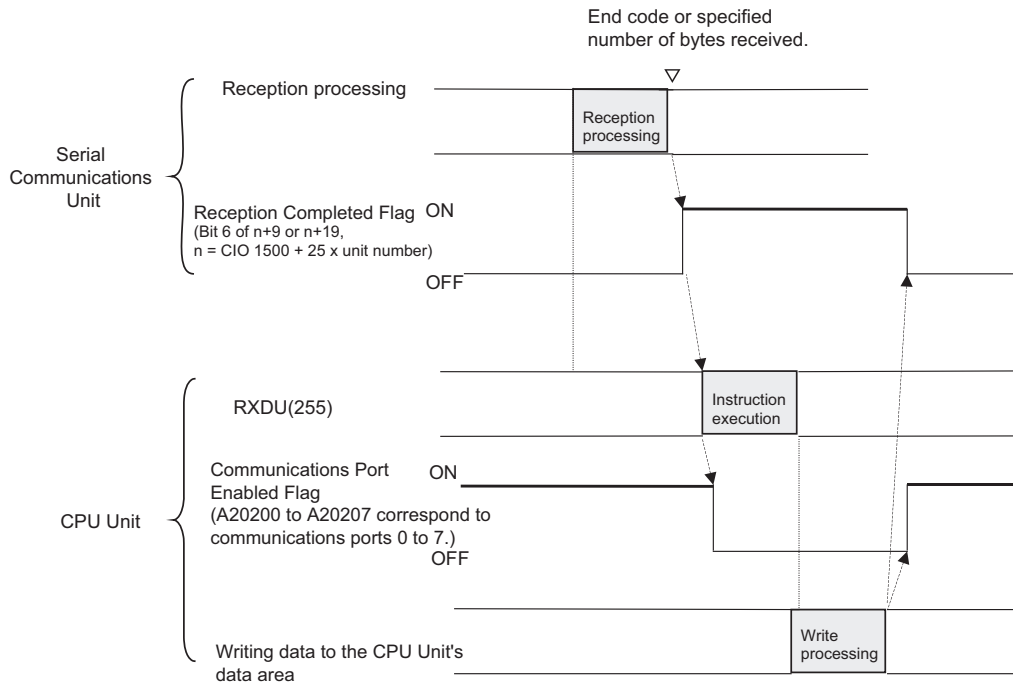 End code or specified
number of bytes received.
Reception processing
Reception
processing
Serial
Communications
Unit
Reception Completed Flag
(Bit 6 of n+9 or n+19,
n = CIO 1500 + 25 x unit number)
ON
OFF
RXDU(255)
Instruction
execution
Communications Port
Enabled Flag
(A20200 to A20207 correspond to
communications ports 0 to 7.)
ON
OFF
CPU Unit
Write
processing
Writing data to the CPU Unit's
data area